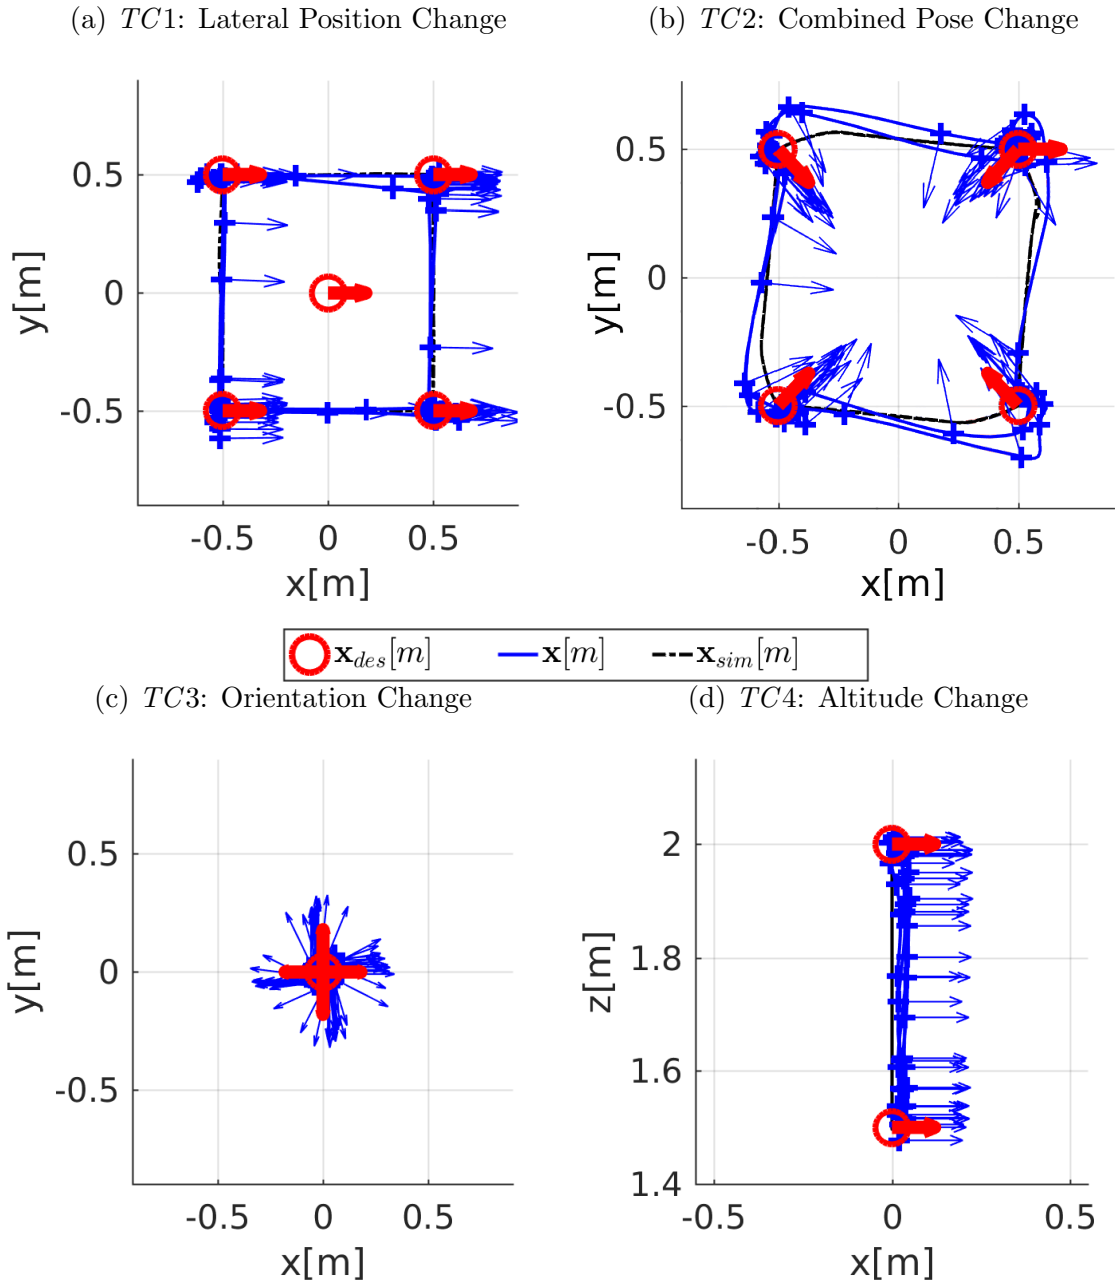 (a) TC1: Lateral Position Change
(b) TC2: Combined Pose Change
0.5
0
-0.5
y[m]
-0.5 0 0.5
x[m]
0.5
0
-0.5
y[m]
-0.5 0 0.5
x[m]
x_des[m] x[m] x_sim[m]
(c) TC3: Orientation Change
(d) TC4: Altitude Change
0.5
0
-0.5
y[m]
-0.5 0 0.5
x[m]
2
1.8
1.6
1.4
z[m]
-0.5 0 0.5
x[m]